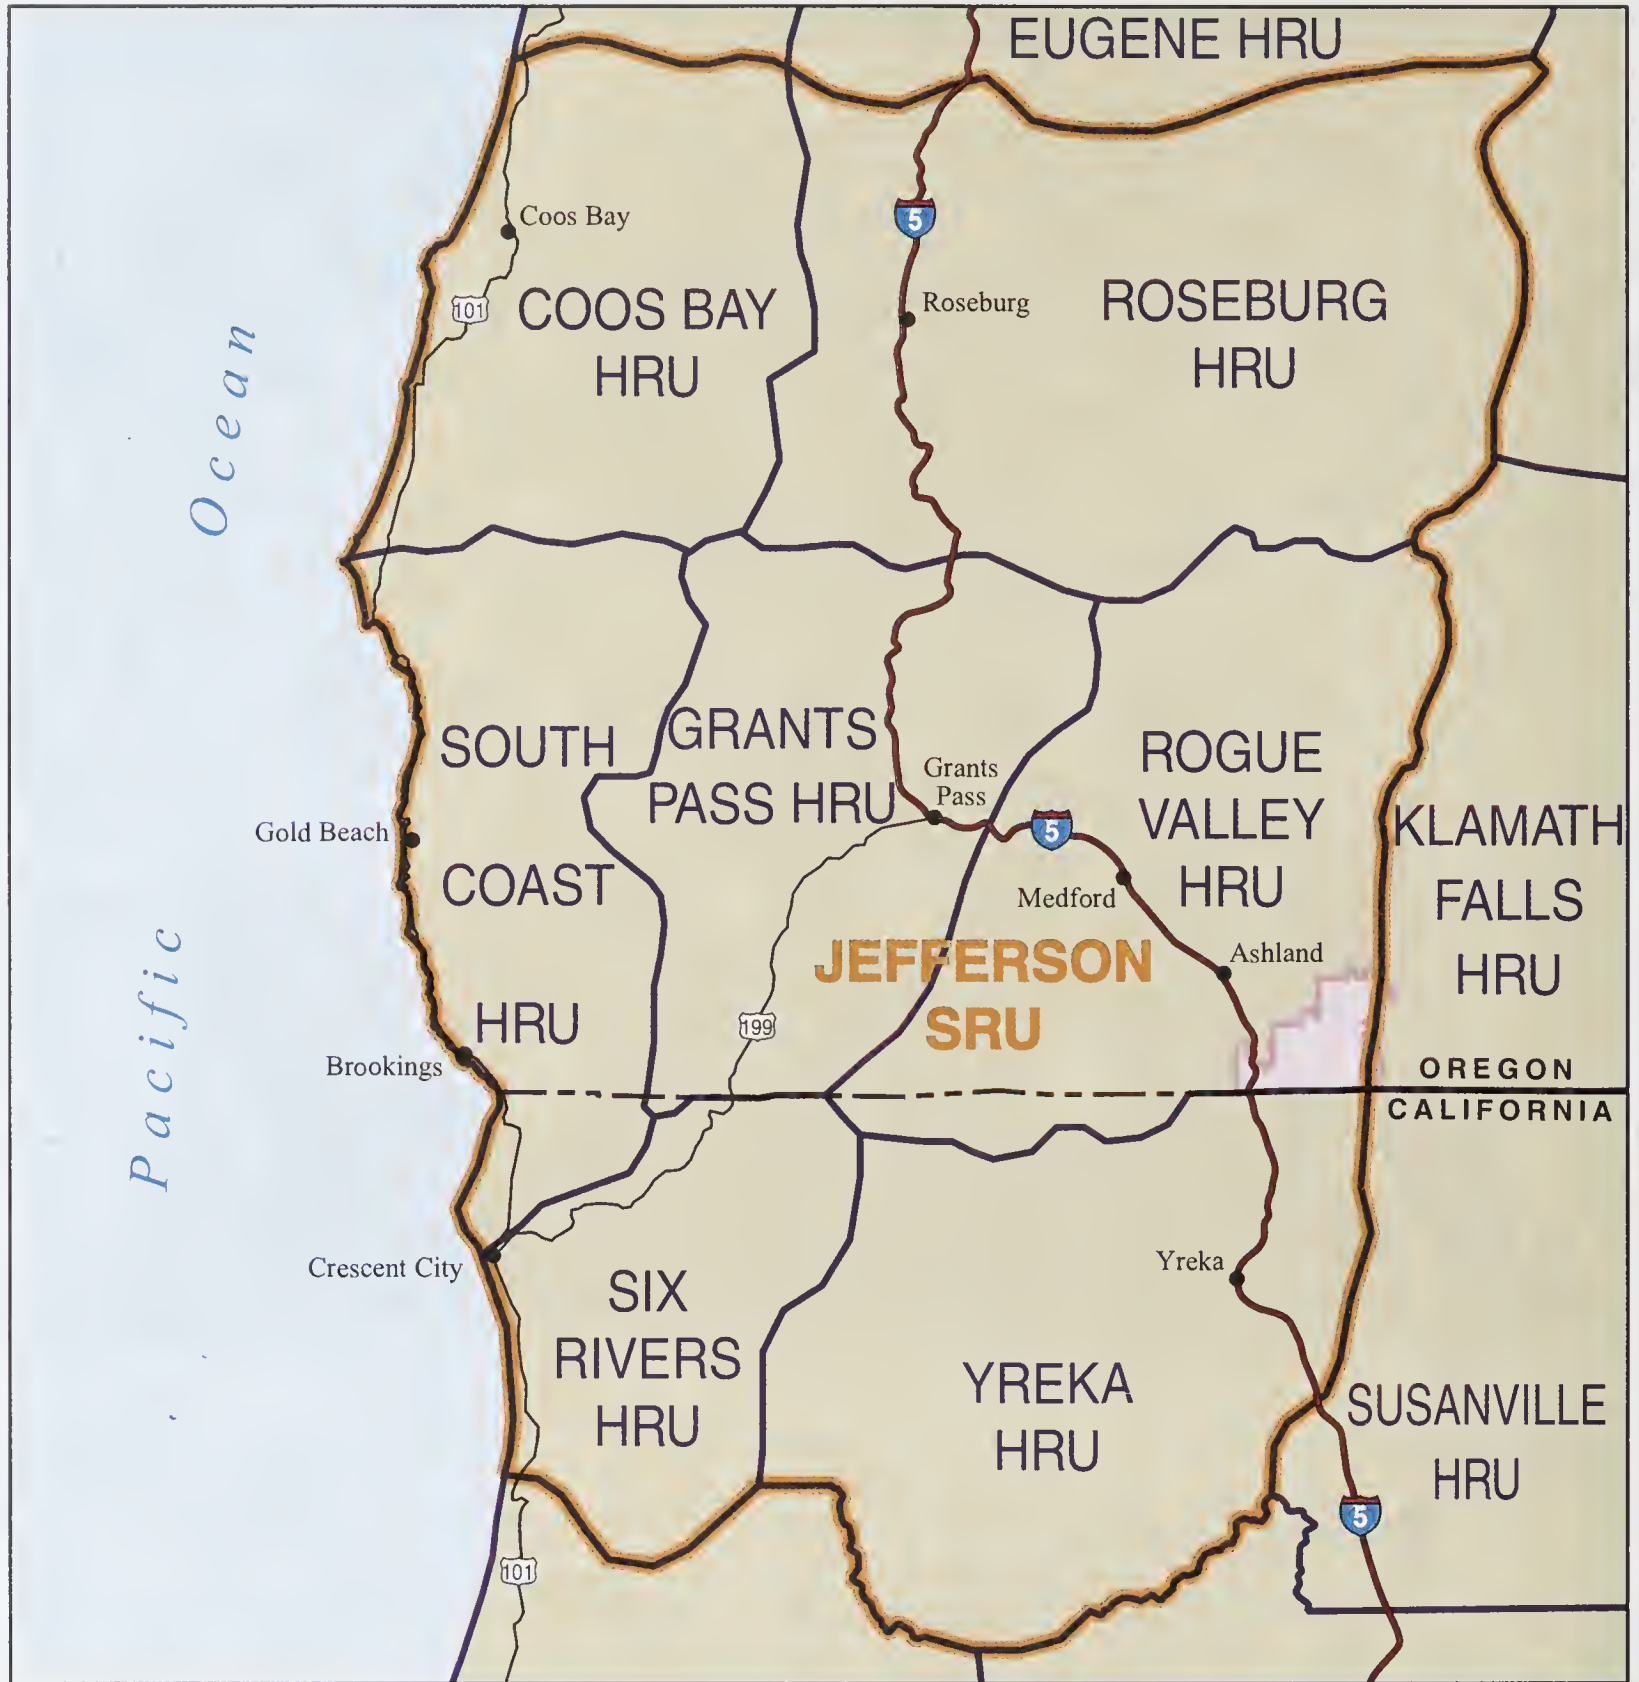 EUGENE HRU
5
Coos Bay
101
COOS BAY
HRU
Roseburg
ROSEBURG
HRU
Ocean
SOUTH
COAST
HRU
GRANTS
PASS HRU
Grants
Pass
5
ROGUE
VALLEY
HRU
KLAMATH
FALLS
HRU
Gold Beach
Medford
JEFFERSON
SRU
Ashland
199
Brookings
OREGON
CALIFORNIA
Pacific
Crescent City
Yreka
SIX
RIVERS
HRU
YREKA
HRU
SUSANVILLE
HRU
5
101